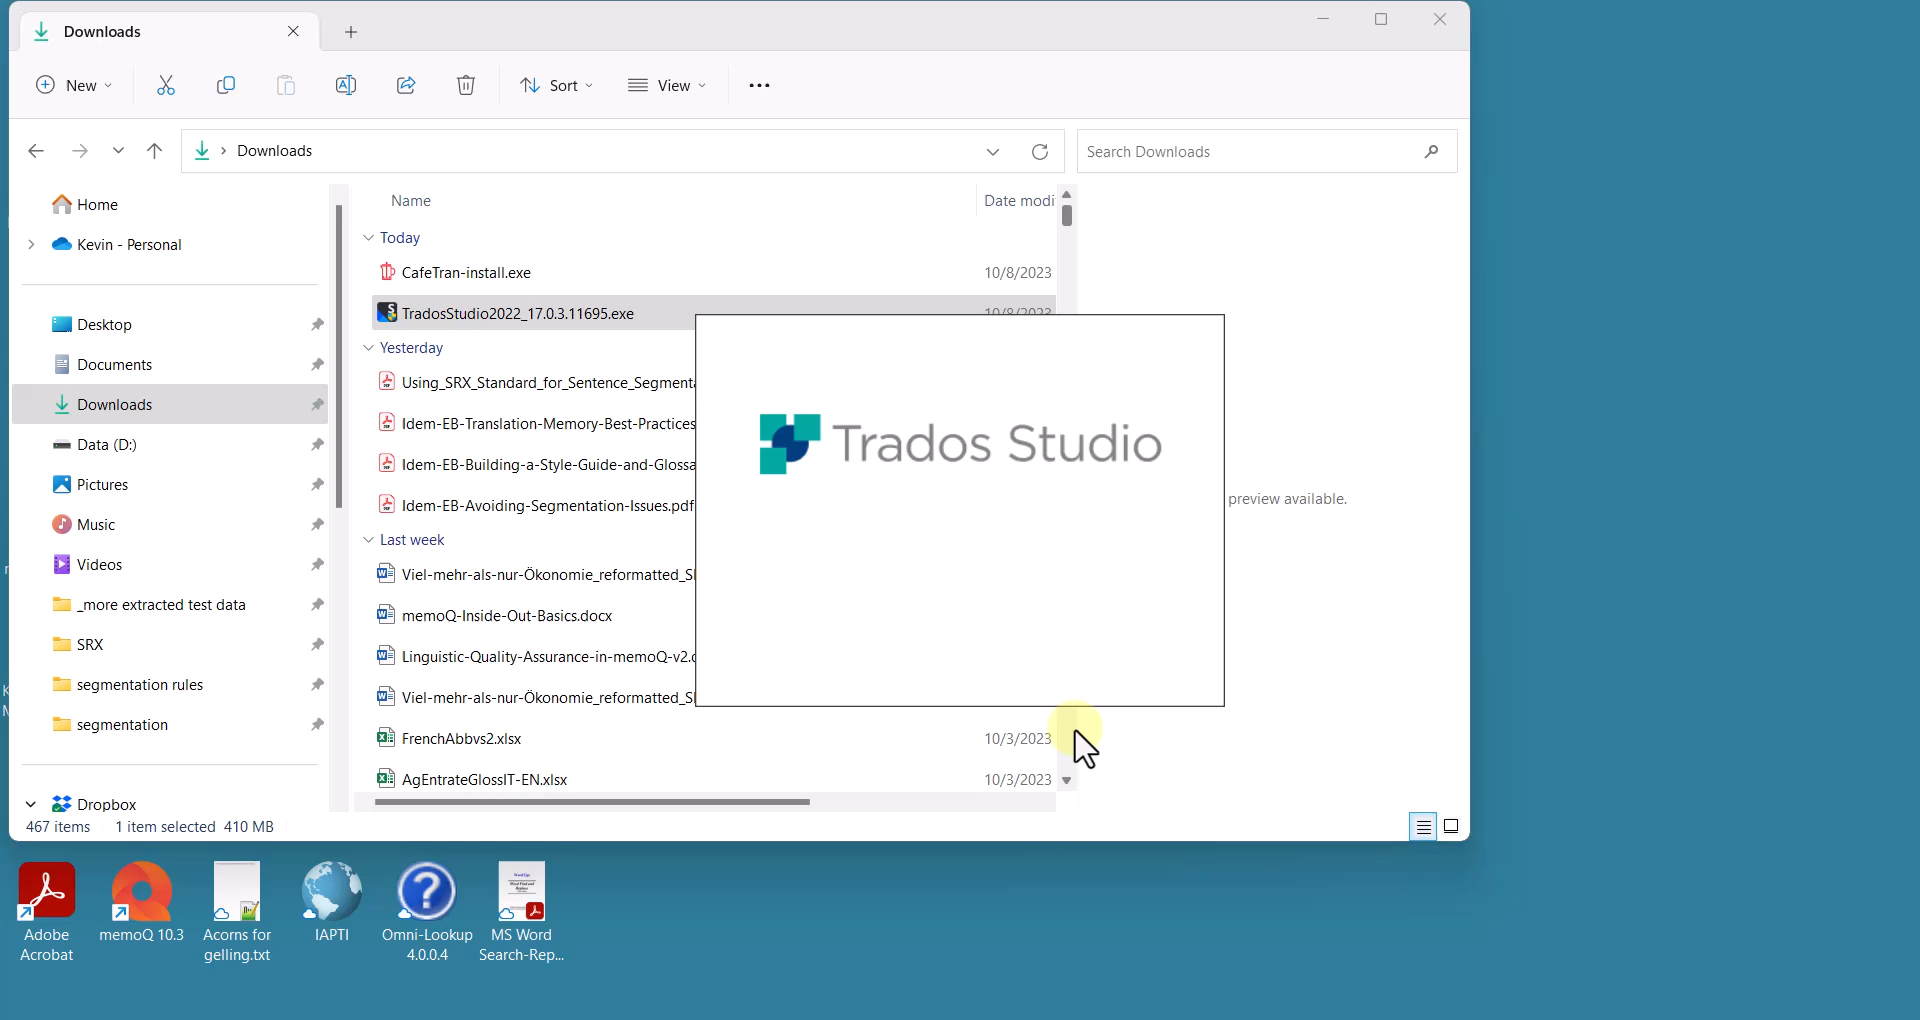 Downloads
New
Sort
View
Downloads
Search Downloads
Home
Kevin - Personal
Desktop
Documents
Downloads
Data (D:)
Pictures
Music
Videos
_more extracted test data
SRX
segmentation rules
segmentation
Dropbox
Name
Date modi
Today
CafeTran-install.exe
10/8/2023
TradosStudio2022_17.0.3.11695.exe
10/8/2023
Yesterday
Using_SRX_Standard_for_Sentence_Segmenta
Idem-EB-Translation-Memory-Best-Practices
Idem-EB-Building-a-Style-Guide-and-Glossa
Idem-EB-Avoiding-Segmentation-Issues.pdf
Last week
Viel-mehr-als-nur-Ökonomie_reformatted_S
memoQ-Inside-Out-Basics.docx
Linguistic-Quality-Assurance-in-memoQ-v2.
Viel-mehr-als-nur-Ökonomie_reformatted_S
FrenchAbbvs2.xlsx
10/3/2023
AgEntrateGlossIT-EN.xlsx
10/3/2023
Trados Studio
preview available.
467 items
1 item selected 410 MB
Adobe
Acrobat
memoQ 10.3
Acorns for
gelling.txt
IAPTI
Omni-Lookup
4.0.0.4
MS Word
Search-Rep...